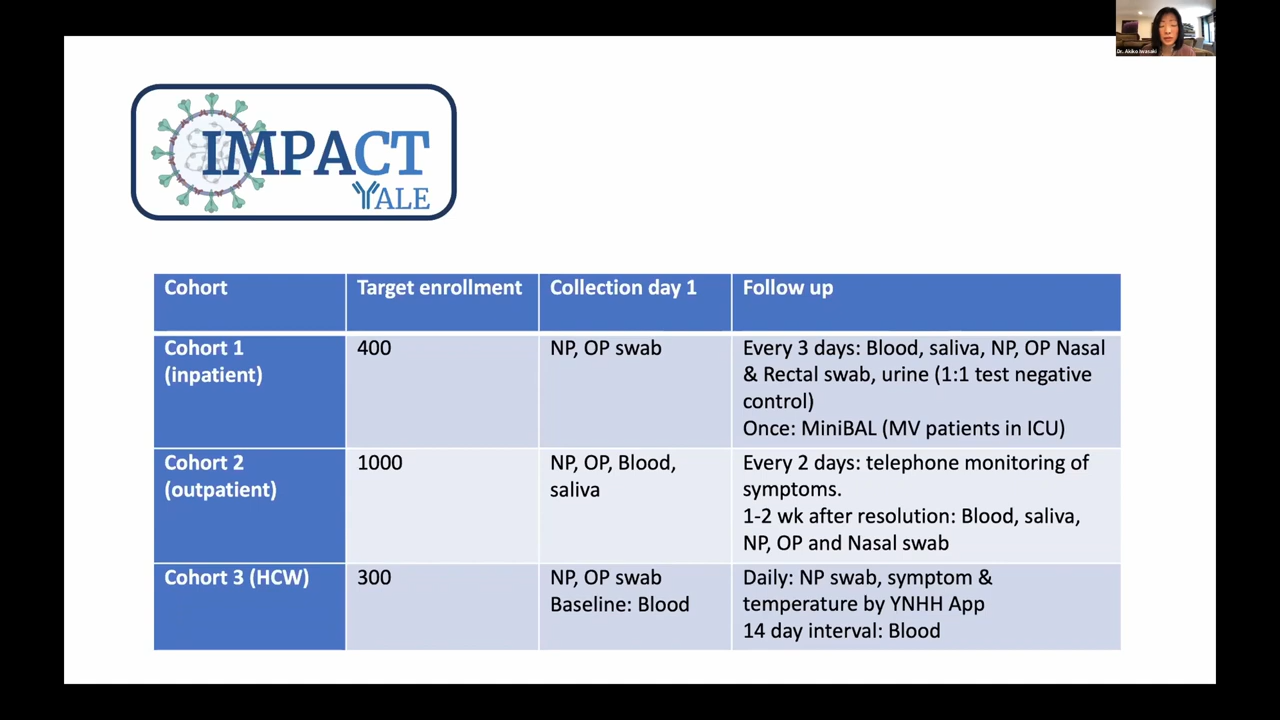 Dr. Akiko Iwasaki
IMPACT
YALE
Cohort
Target enrollment
Collection day 1
Follow up
Cohort 1
(inpatient)
400
NP, OP swab
Every 3 days: Blood, saliva, NP, OP Nasal
& Rectal swab, urine (1:1 test negative
control)
Once: MiniBAL (MV patients in ICU)
Cohort 2
(outpatient)
1000
NP, OP, Blood,
saliva
Every 2 days: telephone monitoring of
symptoms.
1-2 wk after resolution: Blood, saliva,
NP, OP and Nasal swab
Cohort 3 (HCW)
300
NP, OP swab
Baseline: Blood
Daily: NP swab, symptom &
temperature by YNHH App
14 day interval: Blood